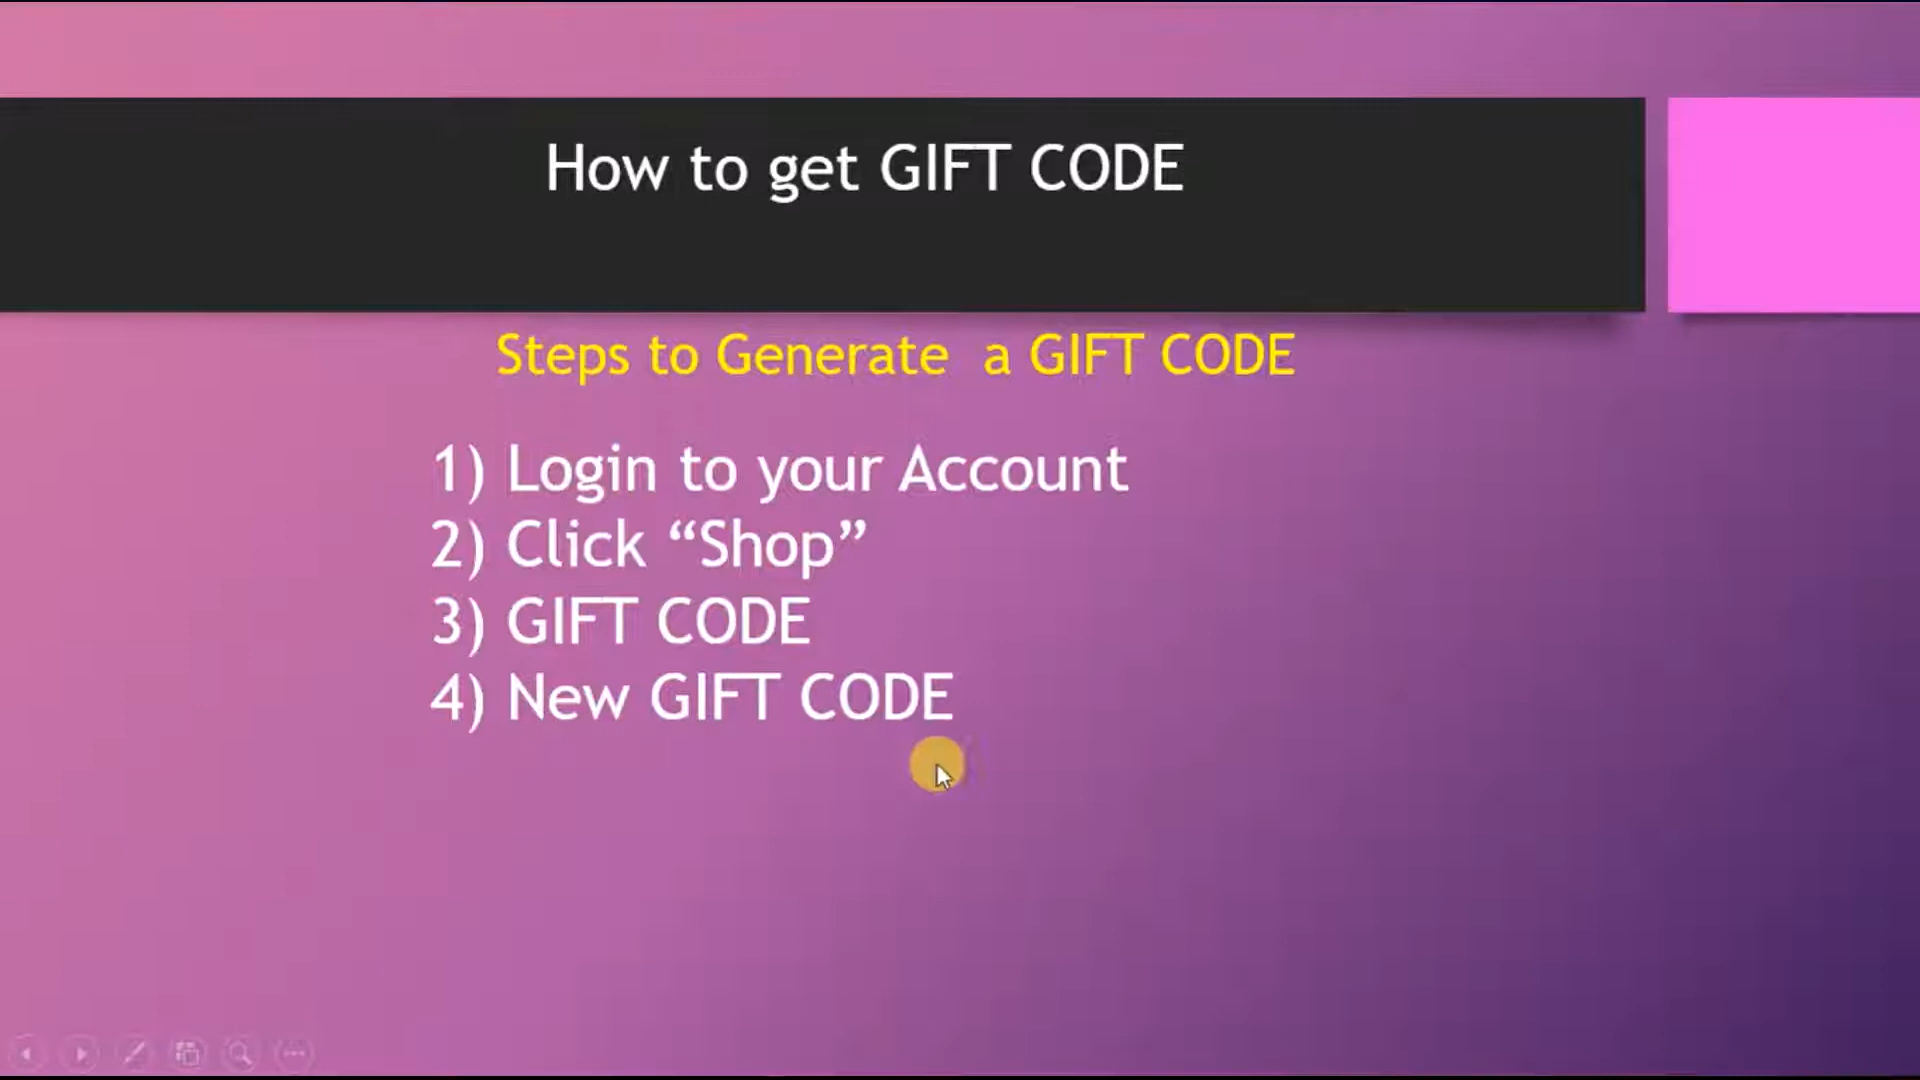 How to get GIFT CODE
Steps to Generate  a GIFT CODE
1) Login to your Account
2) Click “Shop”
3) GIFT CODE
4) New GIFT CODE